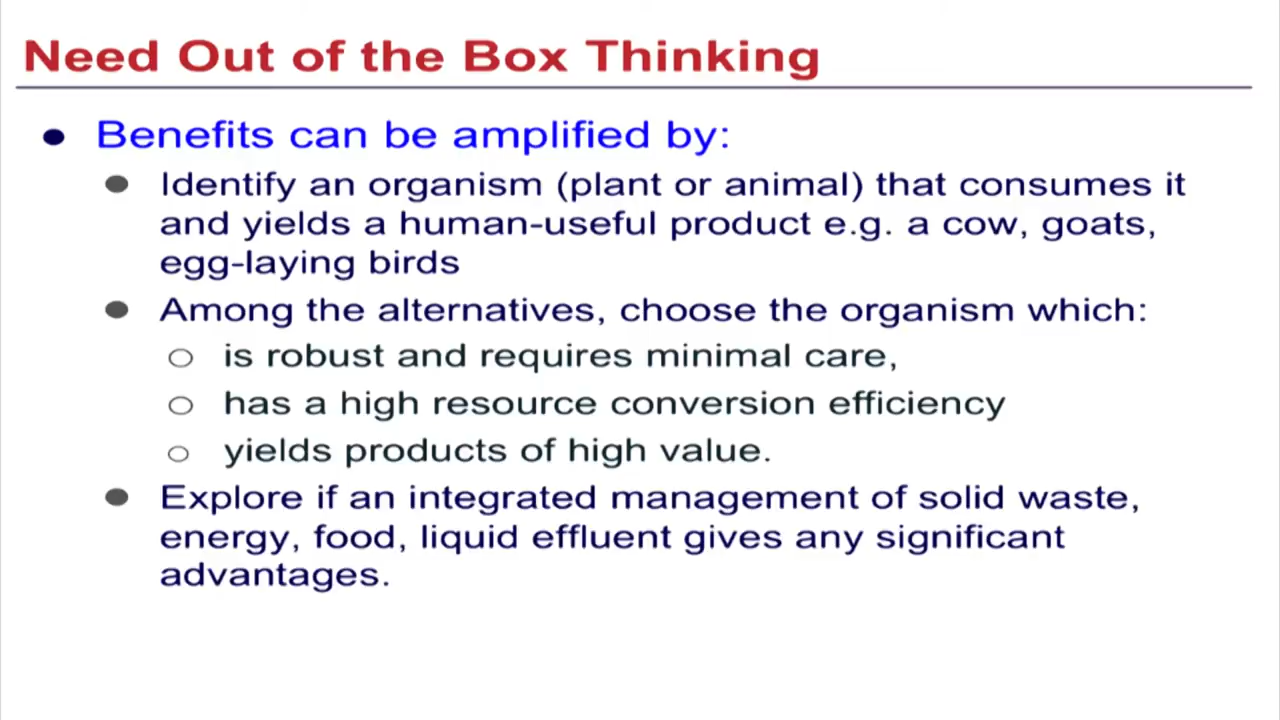 Need Out of the Box Thinking
Benefits can be amplified by:
Identify an organism (plant or animal) that consumes it
and yields a human-useful product e.g. a cow, goats,
egg-laying birds
Among the alternatives, choose the organism which:
is robust and requires minimal care,
has a high resource conversion efficiency
yields products of high value.
Explore if an integrated management of solid waste,
energy, food, liquid effluent gives any significant
advantages.